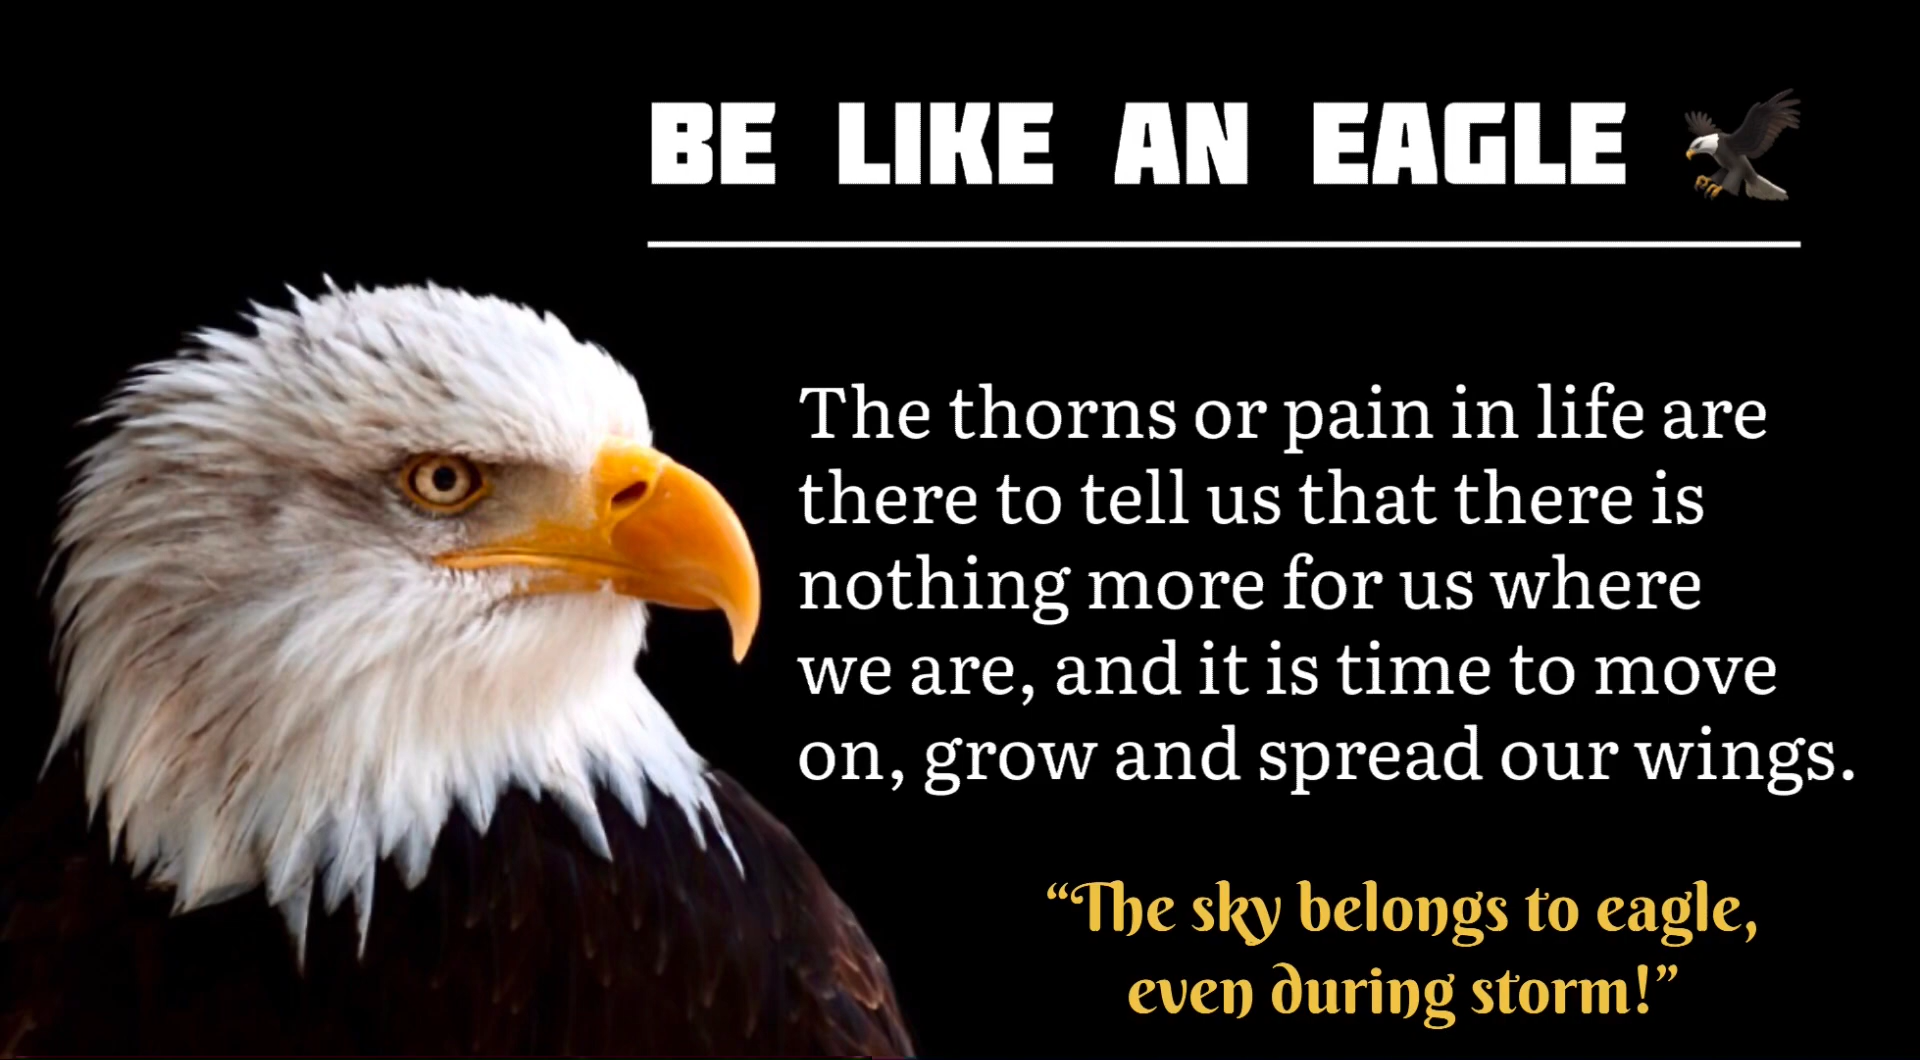 BE LIKE AN EAGLE
The thorns or pain in life are
there to tell us that there is
nothing more for us where
we are, and it is time to move
on, grow and spread our wings.
“The sky belongs to eagle,
even during storm!”